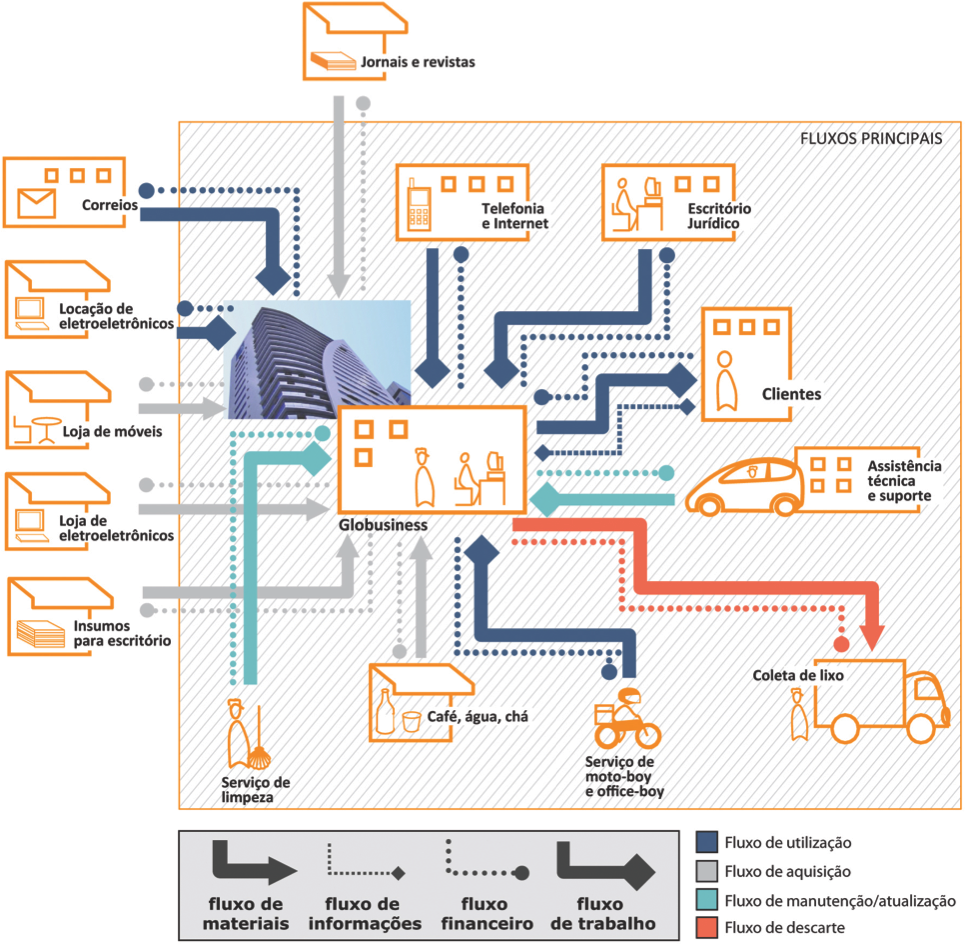 Jornais e revistas
FLUXOS PRINCIPAIS
Correios
Telefonia
e Internet
Escritório
Jurídico
Locação de
eletroeletrônicos
Clientes
Loja de móveis
Assistência
técnica
e suporte
Loja de
eletroeletrônicos
Globusiness
Insumos
para escritório
Coleta de lixo
Café, água, chá
Serviço de
limpeza
Serviço de
moto-boy
e office-boy
fluxo de
materiais
fluxo de
informações
fluxo
financeiro
fluxo
de trabalho
Fluxo de utilização
Fluxo de aquisição
Fluxo de manutenção/atualização
Fluxo de descarte